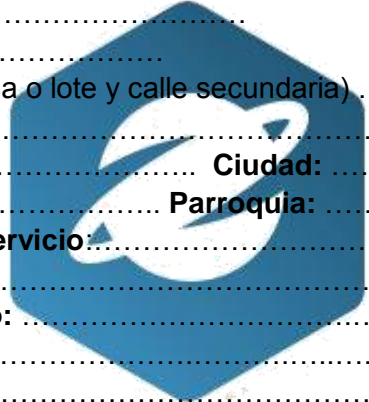 …………………………..
………………….
a o lote y calle secundaria) .
……………………………………………
……………………….. Ciudad: …..
………………….. Parroquia: …..
ervicio:……………………………….
……………………………………………
o: ………………………………………
……………………………………………
……………………………………………